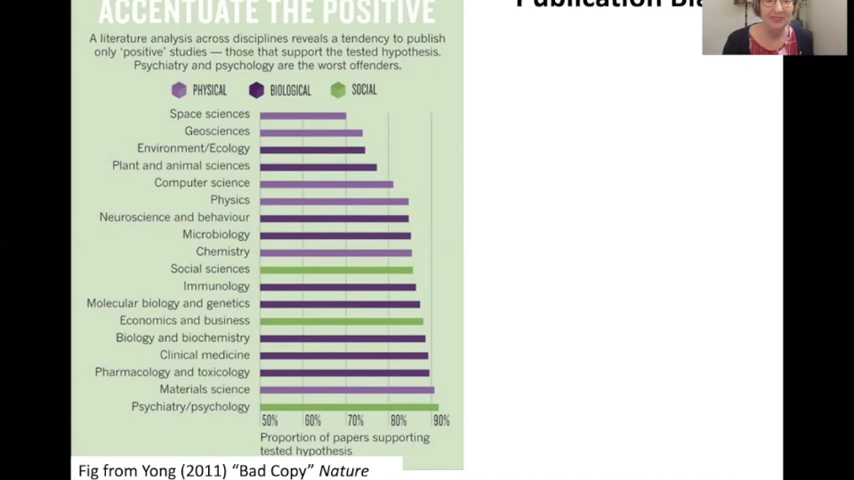 ACCENTUATE THE POSITIVE
Publication
A literature analysis across disciplines reveals a tendency to publish
only ‘positive’ studies — those that support the tested hypothesis.
Psychiatry and psychology are the worst offenders.
PHYSICAL BIOLOGICAL SOCIAL
Space sciences
Geosciences
Environment/Ecology
Plant and animal sciences
Computer science
Physics
Neuroscience and behaviour
Microbiology
Chemistry
Social sciences
Immunology
Molecular biology and genetics
Economics and business
Biology and biochemistry
Clinical medicine
Pharmacology and toxicology
Materials science
Psychiatry/psychology
50% 60% 70% 80% 90%
Proportion of papers supporting
tested hypothesis
Fig from Yong (2011) “Bad Copy” Nature